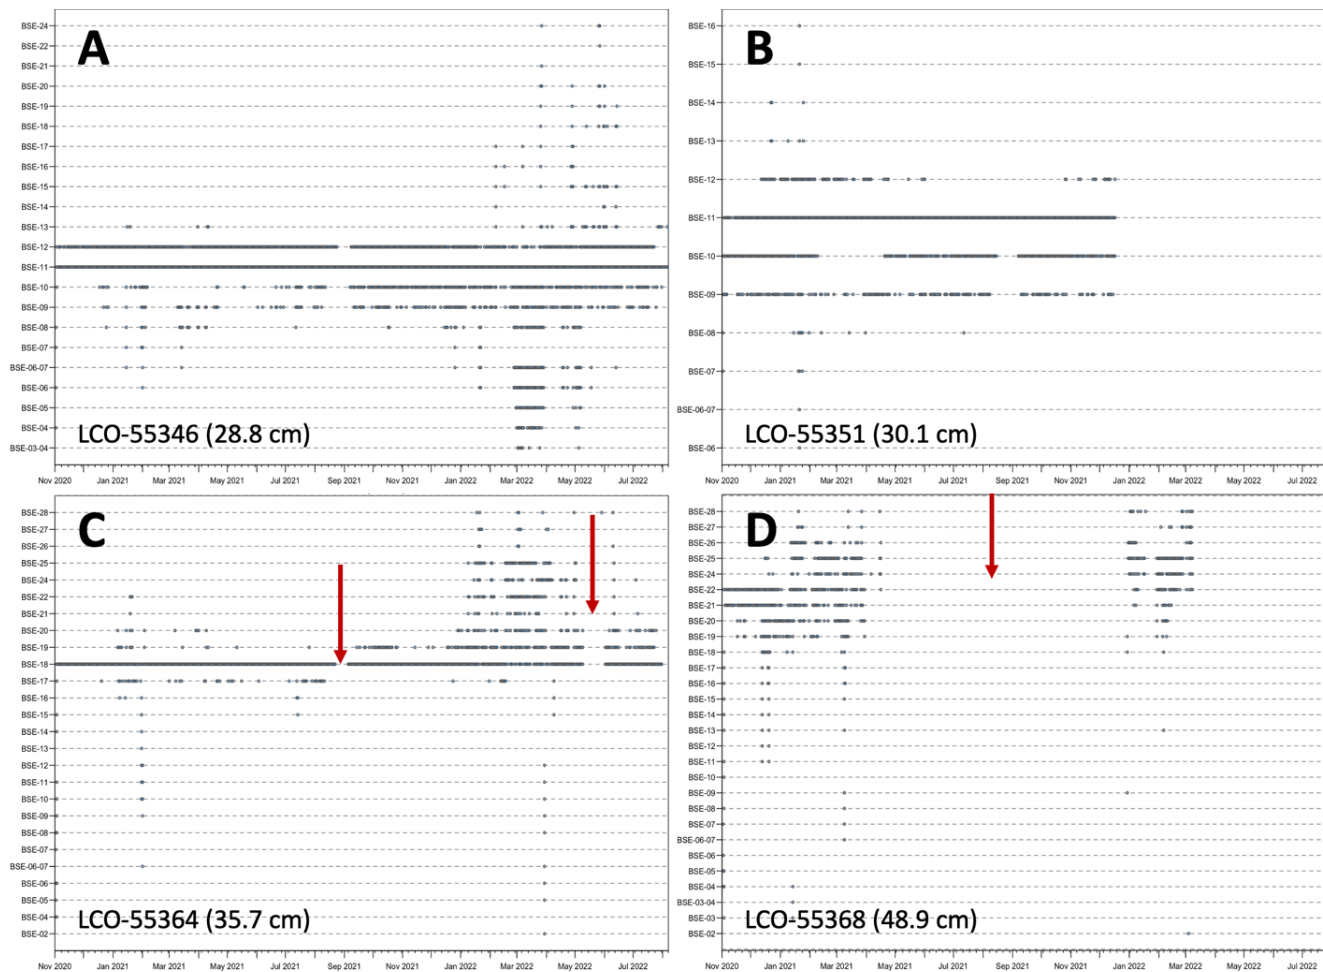 A
BSE-24
BSE-22
BSE-21
BSE-20
BSE-19
BSE-18
BSE-17
BSE-16
BSE-15
BSE-14
BSE-13
BSE-12
BSE-11
BSE-10
BSE-09
BSE-08
BSE-07
BSE-06-07
BSE-06
BSE-05
BSE-04
BSE-03-04
LCO-55346 (28.8 cm)
Nov 2020 Jan 2021 Mar 2021 May 2021 Jul 2021 Sep 2021 Nov 2021 Jan 2022 Mar 2022 May 2022 Jul 2022
B
BSE-16
BSE-15
BSE-14
BSE-13
BSE-12
BSE-11
BSE-10
BSE-09
BSE-08
BSE-07
BSE-06-07
BSE-06
LCO-55351 (30.1 cm)
Nov 2020 Jan 2021 Mar 2021 May 2021 Jul 2021 Sep 2021 Nov 2021 Jan 2022 Mar 2022 May 2022 Jul 2022
C
BSE-28
BSE-27
BSE-26
BSE-25
BSE-24
BSE-22
BSE-21
BSE-20
BSE-19
BSE-18
BSE-17
BSE-16
BSE-15
BSE-14
BSE-13
BSE-12
BSE-11
BSE-10
BSE-09
BSE-08
BSE-07
BSE-06-07
BSE-06
BSE-05
BSE-04
BSE-02
LCO-55364 (35.7 cm)
Nov 2020 Jan 2021 Mar 2021 May 2021 Jul 2021 Sep 2021 Nov 2021 Jan 2022 Mar 2022 May 2022 Jul 2022
D
BSE-28
BSE-27
BSE-26
BSE-25
BSE-24
BSE-22
BSE-21
BSE-20
BSE-19
BSE-18
BSE-17
BSE-16
BSE-15
BSE-14
BSE-13
BSE-12
BSE-11
BSE-10
BSE-09
BSE-08
BSE-07
BSE-06-07
BSE-06
BSE-05
BSE-04
BSE-03-04
BSE-03
BSE-02
LCO-55368 (48.9 cm)
Nov 2020 Jan 2021 Mar 2021 May 2021 Jul 2021 Sep 2021 Nov 2021 Jan 2022 Mar 2022 May 2022 Jul 2022